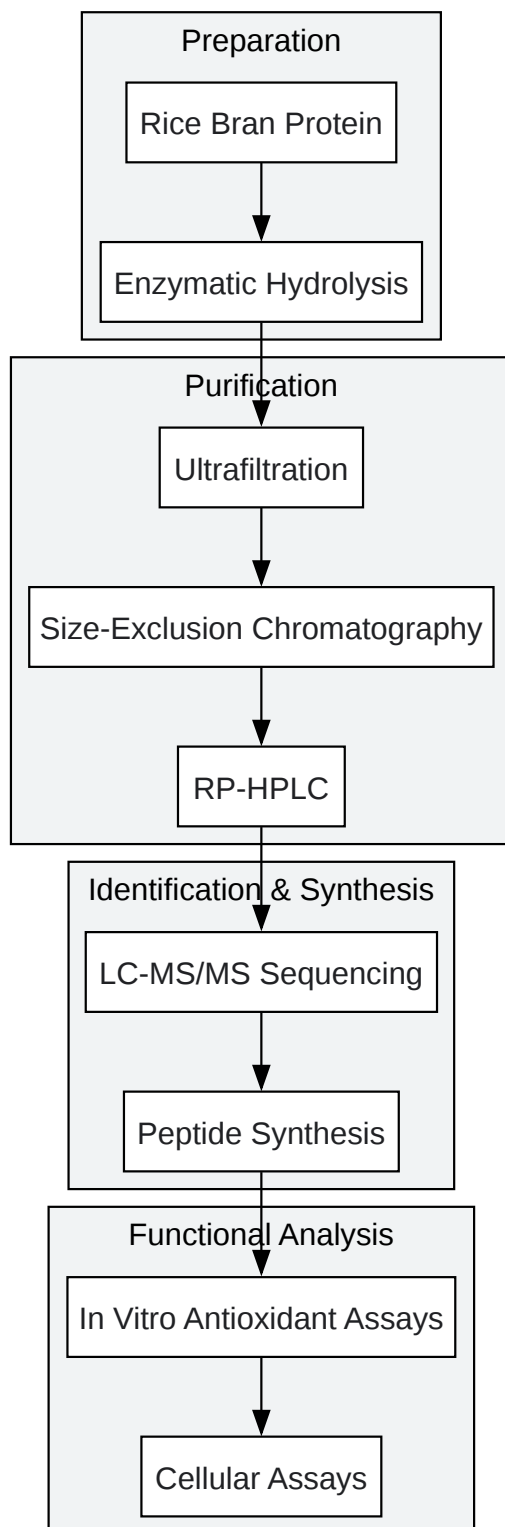 Preparation
Rice Bran Protein
Enzymatic Hydrolysis
Purification
Ultrafiltration
Size-Exclusion Chromatography
RP-HPLC
Identification & Synthesis
LC-MS/MS Sequencing
Peptide Synthesis
Functional Analysis
In Vitro Antioxidant Assays
Cellular Assays